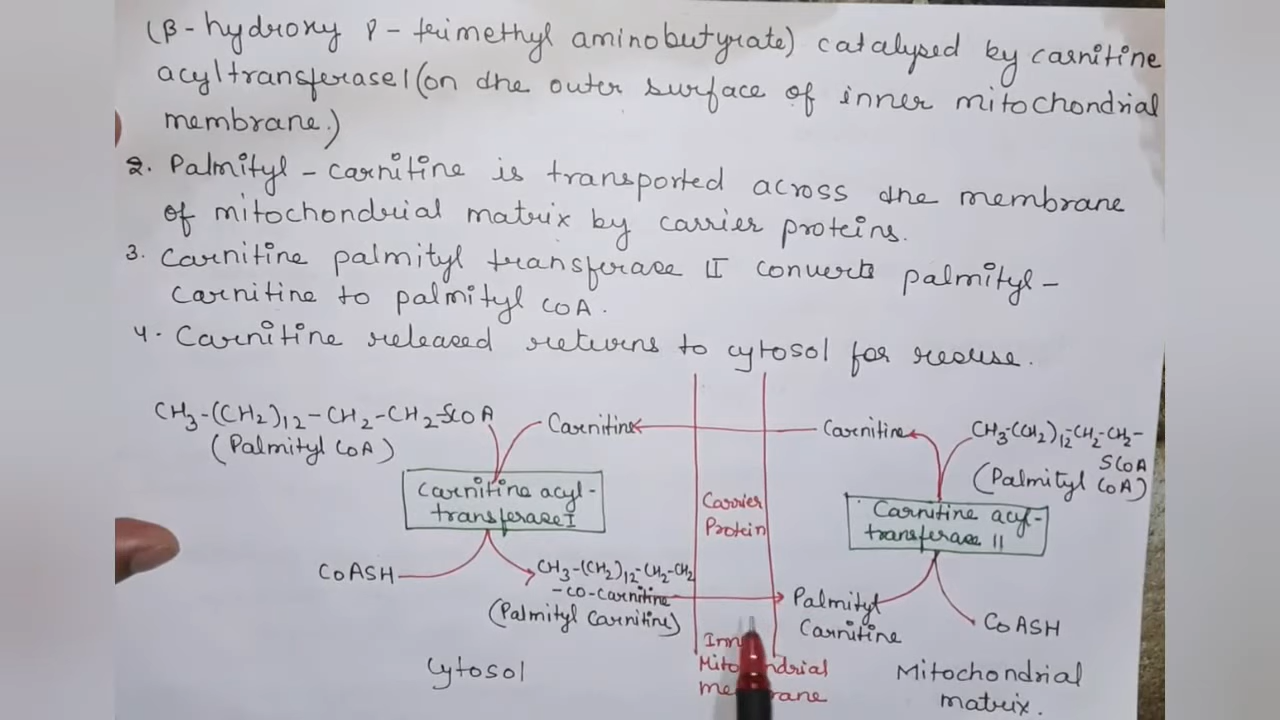 (β-hydroxy γ-trimethyl aminobutyrate) catalysed by carnitine
acyltransferase I (on the outer surface of inner mitochondrial
membrane.)
2. Palmityl-carnitine is transported across the membrane
of mitochondrial matrix by carrier proteins.
3. Carnitine palmityl transferase II converts palmityl-
carnitine to palmityl CoA.
4. Carnitine released returns to cytosol for reuse.
CH3-(CH2)12-CH2-CH2-SCOA
(Palmityl CoA)
Carnitine
Carnitine
CH3-(CH2)12-CH2-CH2-
SCoA
(Palmityl CoA)
Carnitine acyl-
transferase I
Carrier
Protein
Carnitine acyl-
transferase II
CoASH
CH3-(CH2)12-CH2-CH2
-CO-Carnitine
(Palmityl Carnitine)
Palmityl
Carnitine
CoASH
Cytosol
Mitochondrial
matrix.